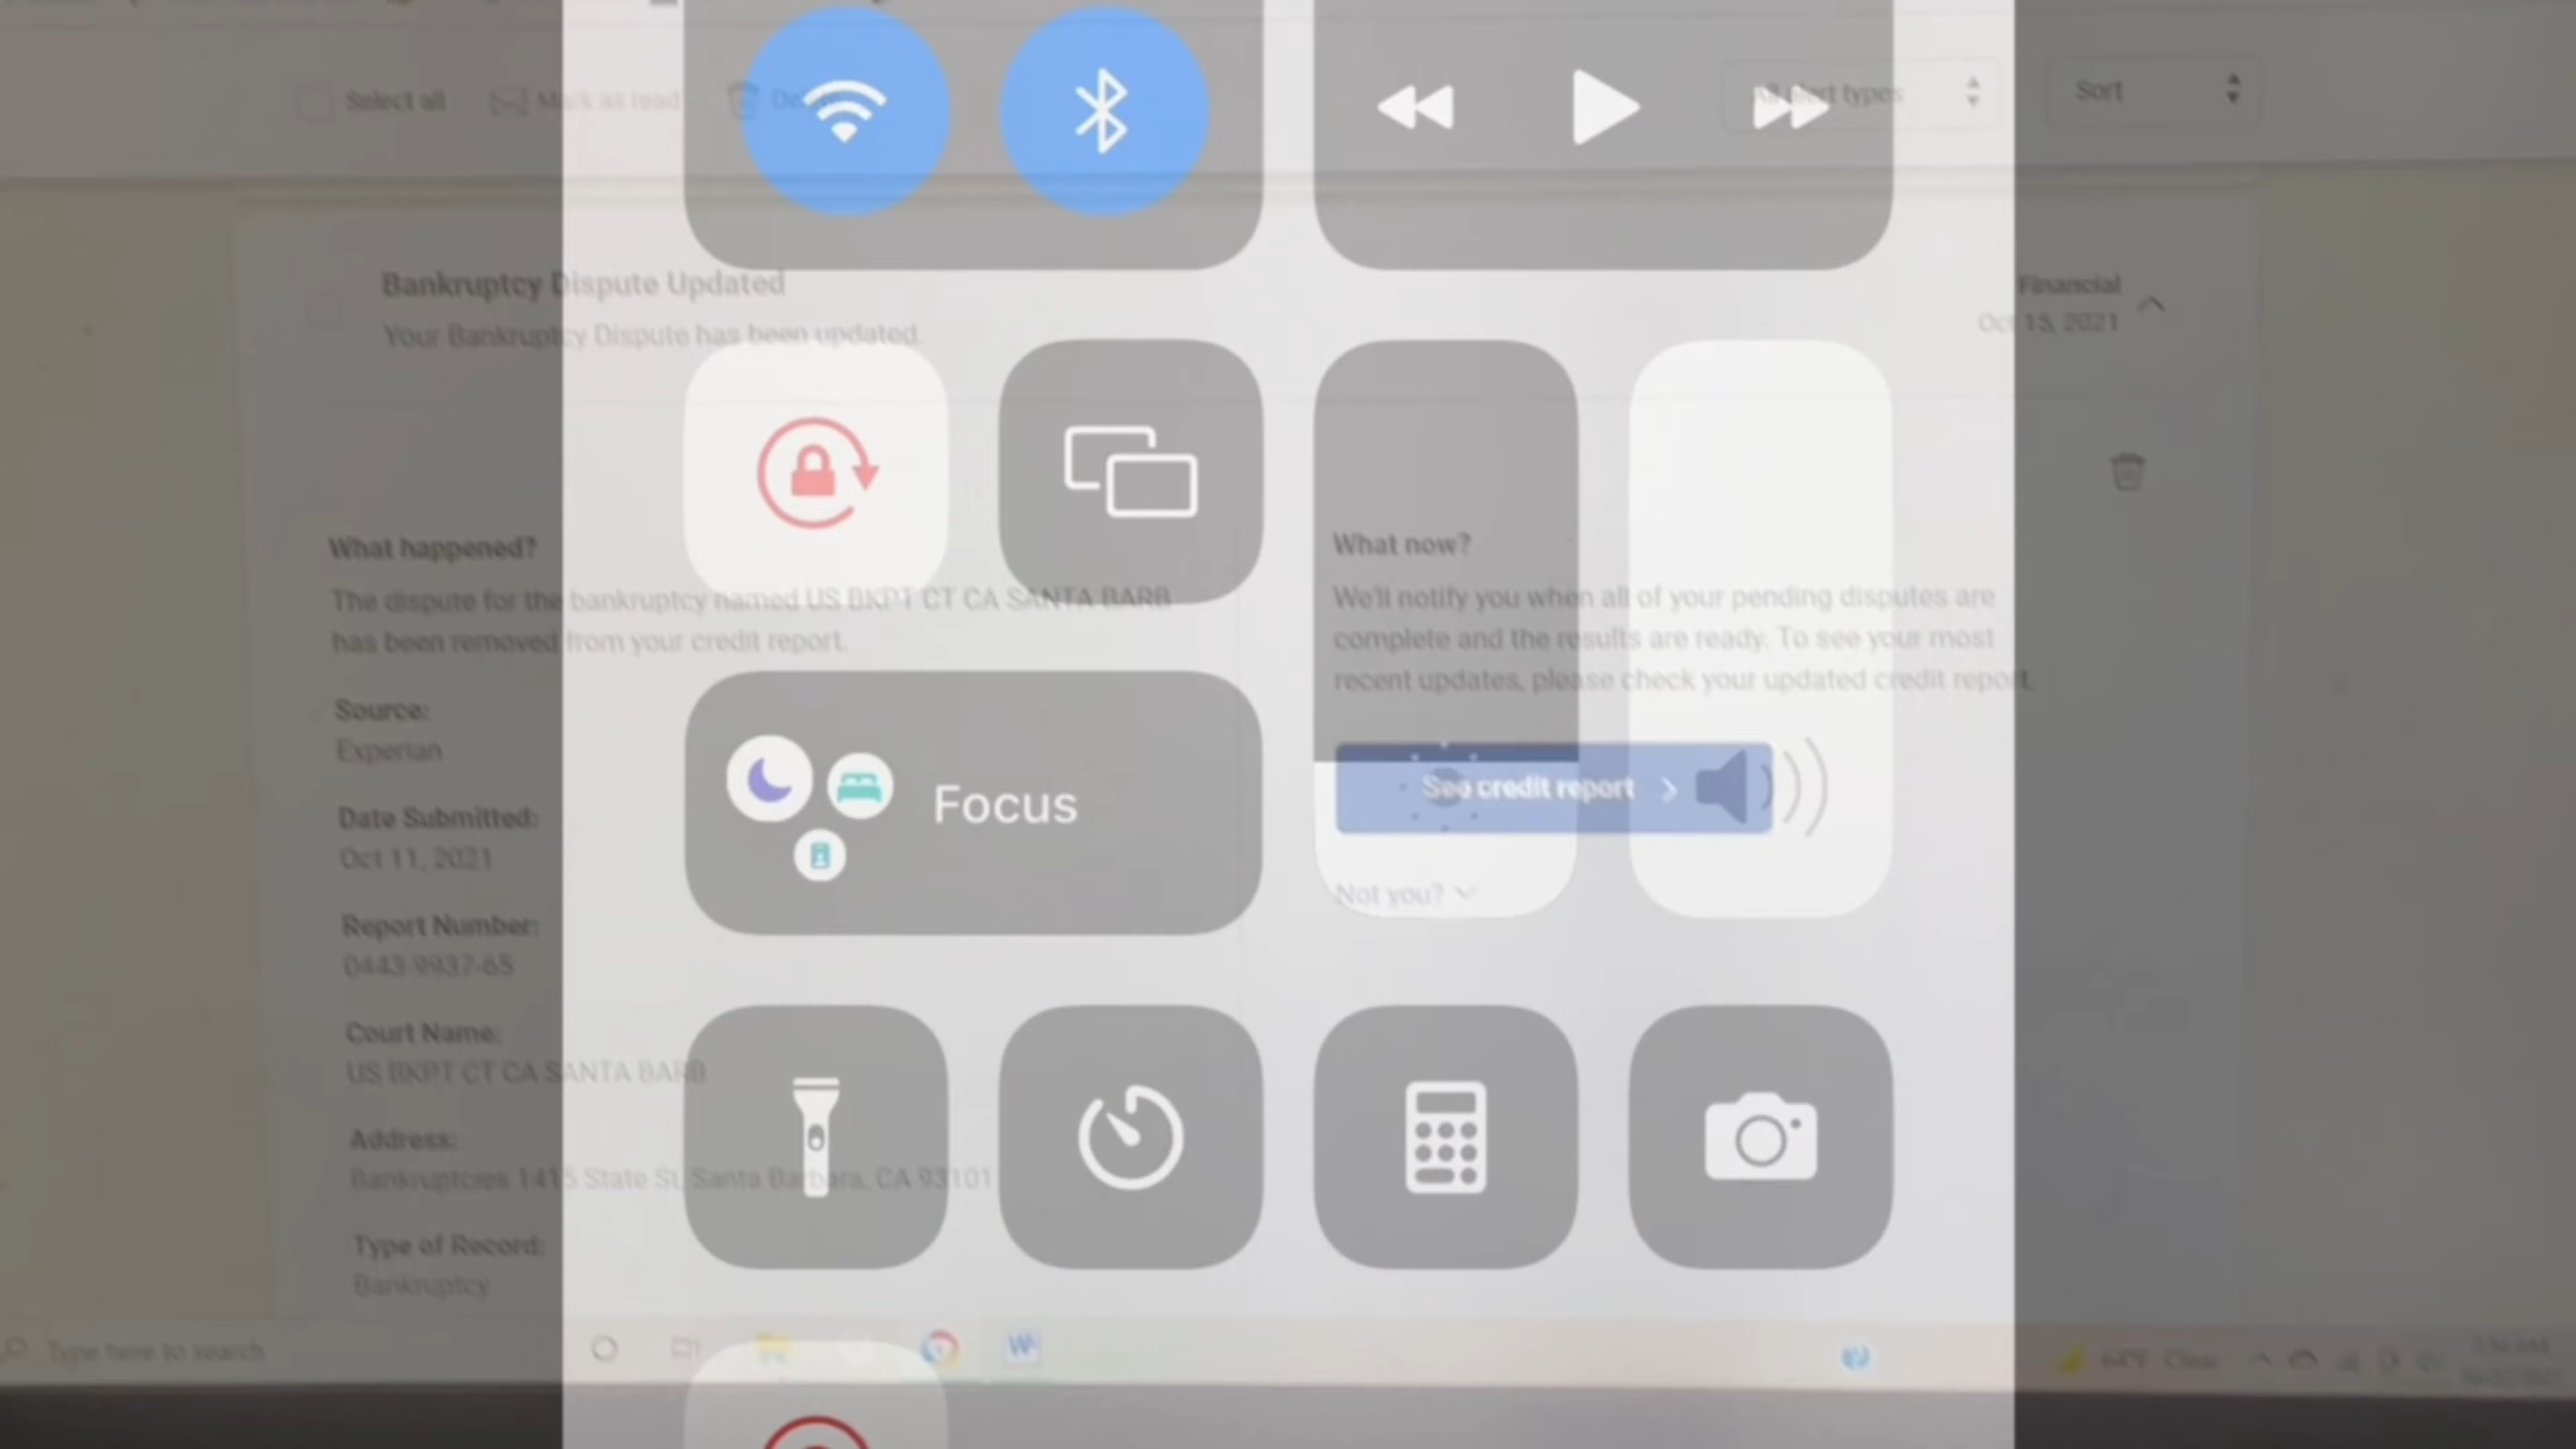 Select all
Mark as read
Delete
All alert types
Sort
Bankruptcy Dispute Updated
Your Bankruptcy Dispute has been updated.
Financial
Oct 15, 2021
What happened?
The dispute for the bankruptcy named US BKPT CT CA SANTA BARB
has been removed from your credit report.
What now?
We'll notify you when all of your pending disputes are
complete and the results are ready. To see your most
recent updates, please check your updated credit report.
Source:
Experian
Focus
See credit report
Date Submitted:
Oct 11, 2021
Not you?
Report Number:
0443-9937-65
Court Name:
US BKPT CT CA SANTA BARB
Address:
Bankruptcies 1415 State St, Santa Barbara, CA 93101
Type of Record:
Bankruptcy
Type here to search
W
64°F Clear